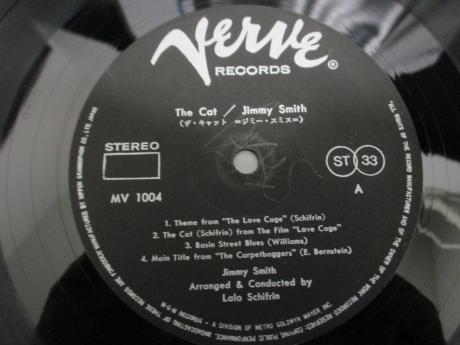 Verve
RECORDS
®
The Cat / Jimmy Smith
(ザ・キャット =ジミー・スミス=)
STEREO
ST 33
MV 1004
A
1. Theme from "The Love Cage" (Schifrin)
2. The Cat (Schifrin) from The Film "Love Cage"
3. Basin Street Blues (Williams)
4. Main Title from "The Carpetbaggers" (E. Bernstein)
Jimmy Smith
Arranged & Conducted by
Lalo Schifrin